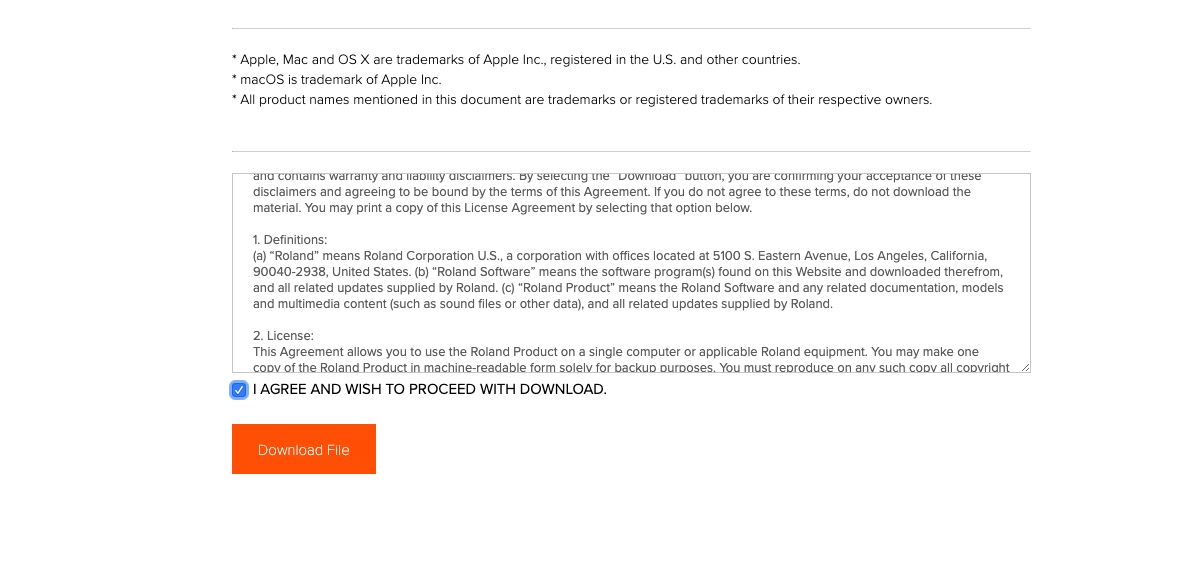 * Apple, Mac and OS X are trademarks of Apple Inc., registered in the U.S. and other countries.
* macOS is trademark of Apple Inc.
* All product names mentioned in this document are trademarks or registered trademarks of their respective owners.
and contains warranty and liability disclaimers. By selecting the “Download” button, you are confirming your acceptance of these
disclaimers and agreeing to be bound by the terms of this Agreement. If you do not agree to these terms, do not download the
material. You may print a copy of this License Agreement by selecting that option below.
1. Definitions:
(a) “Roland” means Roland Corporation U.S., a corporation with offices located at 5100 S. Eastern Avenue, Los Angeles, California,
90040-2938, United States. (b) “Roland Software” means the software program(s) found on this Website and downloaded therefrom,
and all related updates supplied by Roland. (c) “Roland Product” means the Roland Software and any related documentation, models
and multimedia content (such as sound files or other data), and all related updates supplied by Roland.
2. License:
This Agreement allows you to use the Roland Product on a single computer or applicable Roland equipment. You may make one
copy of the Roland Product in machine-readable form solely for backup purposes. You must reproduce on any such copy all copyright
I AGREE AND WISH TO PROCEED WITH DOWNLOAD.
Download File